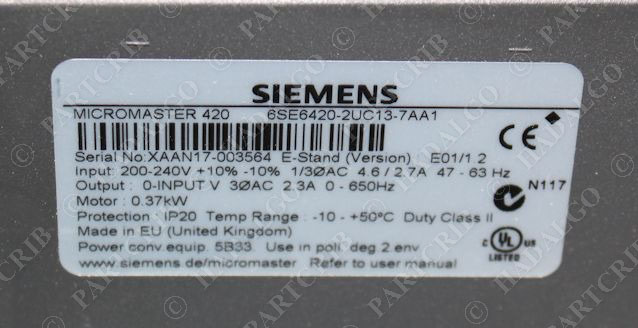 SIEMENS
MICROMASTER 420 6SE6420-2UC13-7AA1
Serial No:XAAN17-003564 E-Stand (Version) E01/1.2
Input: 200-240V +10% -10% 1/3ØAC 4.6 / 2.7A 47 - 63 Hz
Output : 0-INPUT V 3ØAC 2.3A 0 - 650Hz
Motor : 0.37kW
Protection : IP20 Temp Range : -10 - +50°C Duty Class II
Made in EU (United Kingdom)
Power conv.equip. 5B33 Use in poll. deg 2 env.
www.siemens.de/micromaster Refer to user manual
CE
N117
C UL US
LISTED
© PARTCRIB
© HADALGO